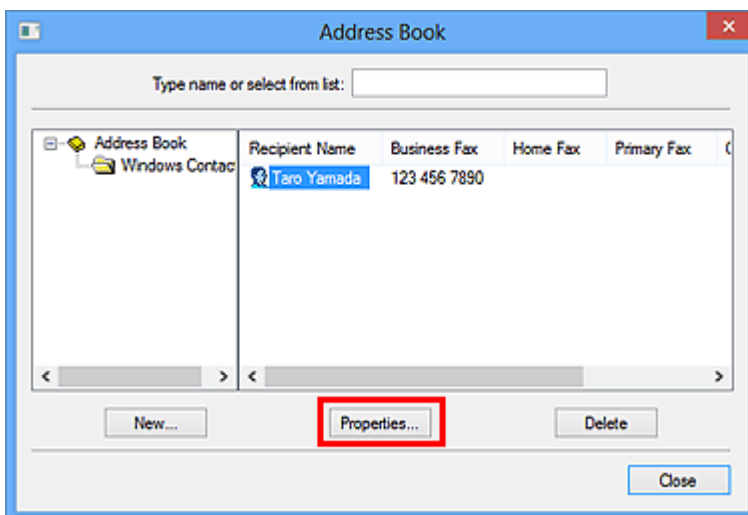 Address Book
Type name or select from list:
Address Book
Windows Contac
Recipient Name Business Fax Home Fax Primary Fax
Taro Yamada 123 456 7890
New... Properties... Delete
Close